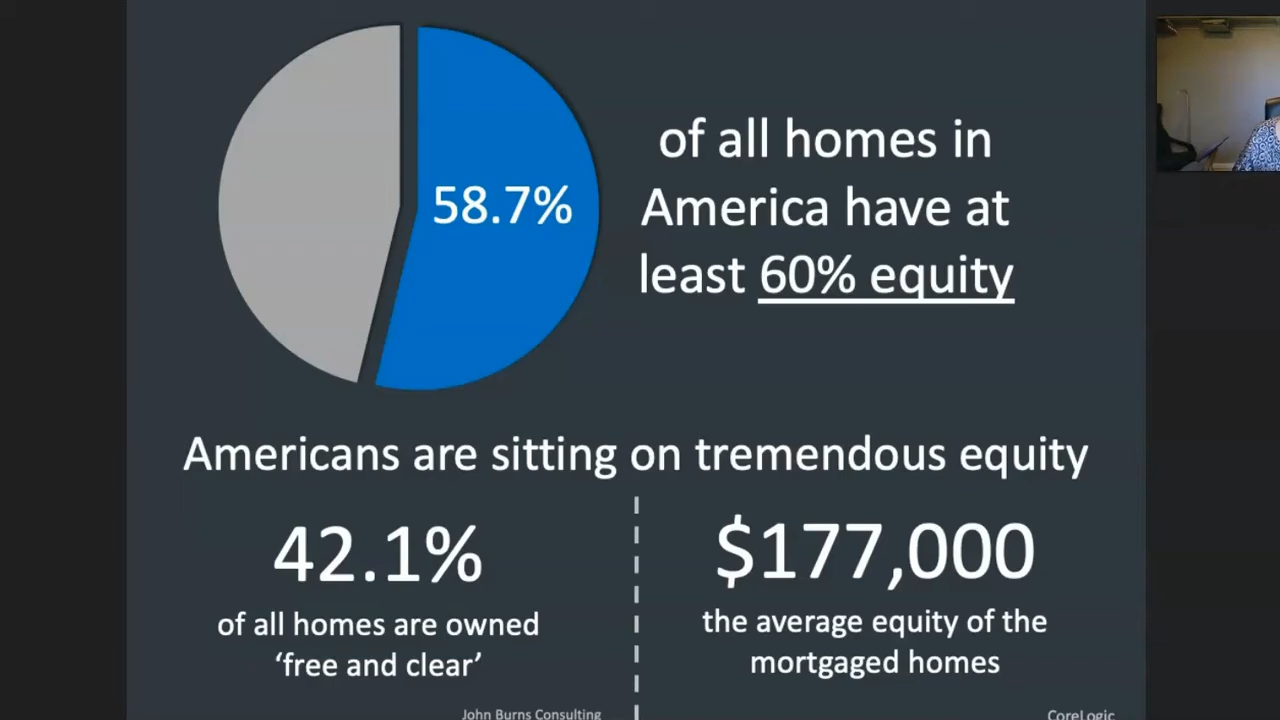 58.7%
of all homes in
America have at
least 60% equity
Americans are sitting on tremendous equity
42.1%
of all homes are owned
‘free and clear’
John Burns Consulting
$177,000
the average equity of the
mortgaged homes
CoreLogic